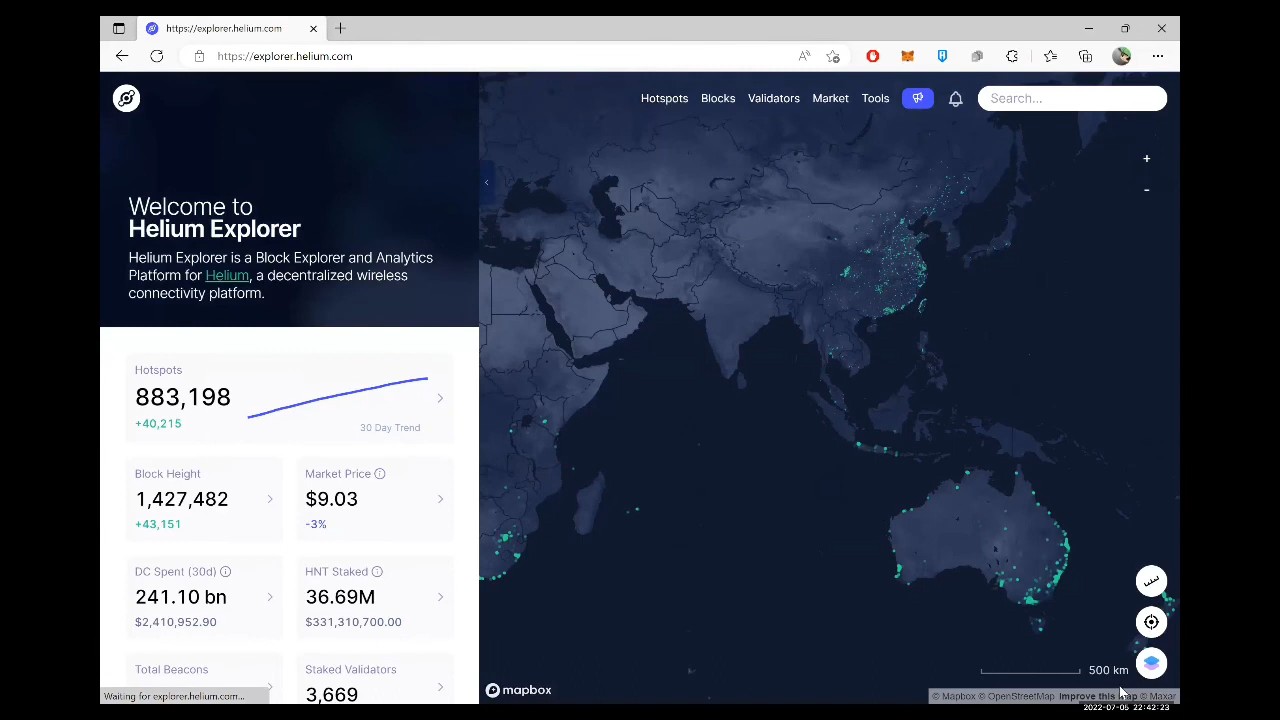 https://explorer.helium.com
https://explorer.helium.com
Hotspots Blocks Validators Market Tools Search...
Welcome to
Helium Explorer
Helium Explorer is a Block Explorer and Analytics
Platform for Helium, a decentralized wireless
connectivity platform.
Hotspots
883,198
+40,215
30 Day Trend
Block Height
1,427,482
+43,151
Market Price
$9.03
-3%
DC Spent (30d)
241.10 bn
$2,410,952.90
HNT Staked
36.69M
$331,310,700.00
Total Beacons
Staked Validators
3,669
Waiting for explorer.helium.com...
+
-
500 km
mapbox
© Mapbox © OpenStreetMap Improve this map © Maxar
2022-07-05 22:42:23